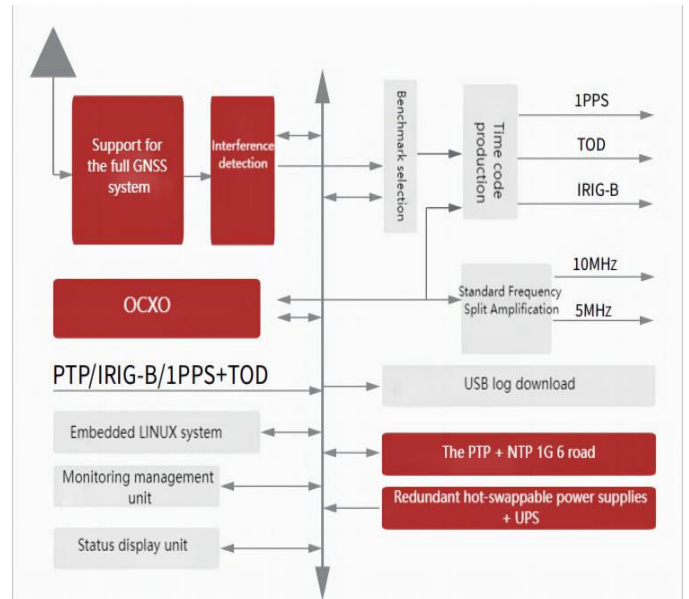 Support for
the full GNSS
system
Interference
detection
Benchmark selection
Time code
production
1PPS
TOD
IRIG-B
OCXO
Standard Frequency
Split Amplification
10MHz
5MHz
PTP/IRIG-B/1PPS+TOD
USB log download
Embedded LINUX system
The PTP + NTP 1G 6 road
Monitoring management
unit
Redundant hot-swappable power supplies
+ UPS
Status display unit